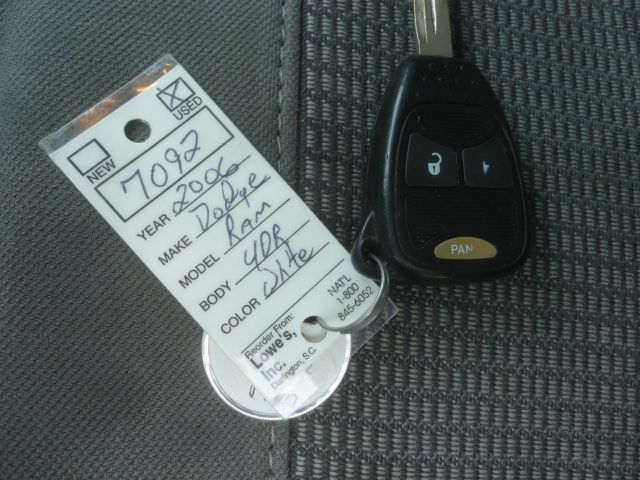 NEW
USED
7092
YEAR 2006
MAKE Dodge
MODEL Ram
BODY 4DR
COLOR White
Reorder From:
Lowe's,
Inc.
Darlington, S.C.
NATL
1-800
845-6052
PAN